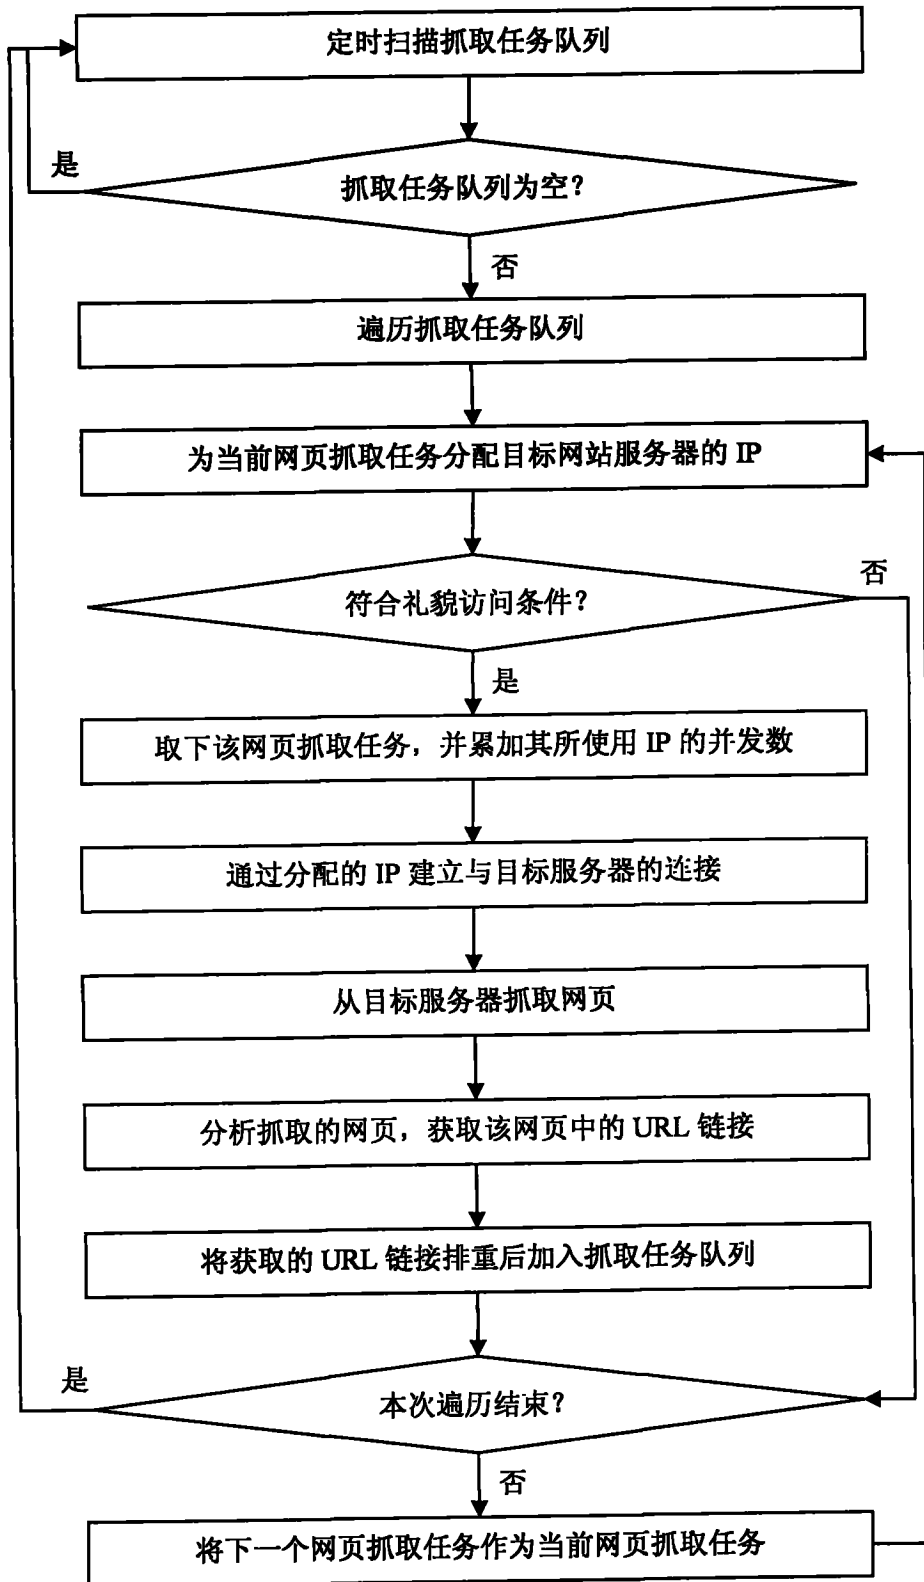 定时扫描抓取任务队列
是
抓取任务队列为空?
否
遍历抓取任务队列
为当前网页抓取任务分配目标网站服务器的 IP
否
符合礼貌访问条件?
是
取下该网页抓取任务，并累加其所使用 IP 的并发数
通过分配的 IP 建立与目标服务器的连接
从目标服务器抓取网页
分析抓取的网页，获取该网页中的 URL 链接
将获取的 URL 链接排重后加入抓取任务队列
是
本次遍历结束?
否
将下一个网页抓取任务作为当前网页抓取任务